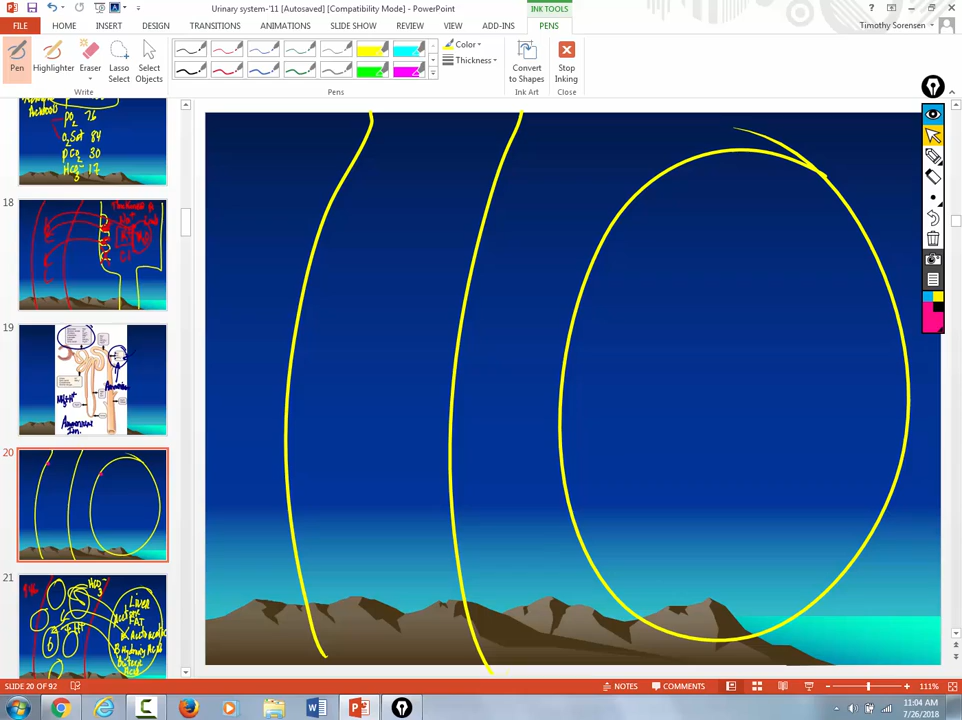 Urinary system-'11 [Autosaved] [Compatibility Mode] - PowerPoint
INK TOOLS
FILE HOME INSERT DESIGN TRANSITIONS ANIMATIONS SLIDE SHOW REVIEW VIEW ADD-INS PENS
Timothy Sorensen
Pen Highlighter Eraser Lasso Select Select Objects
Color
Thickness
Convert to Shapes
Stop Inking
Write Pens Ink Art Close
PO2 76
O2 Sat 84
PCO2 30
HCO3 17
18
19
20
21
HCO3
Liver
FAT
SLIDE 20 OF 92
NOTES COMMENTS
111%
11:04 AM
7/26/2018